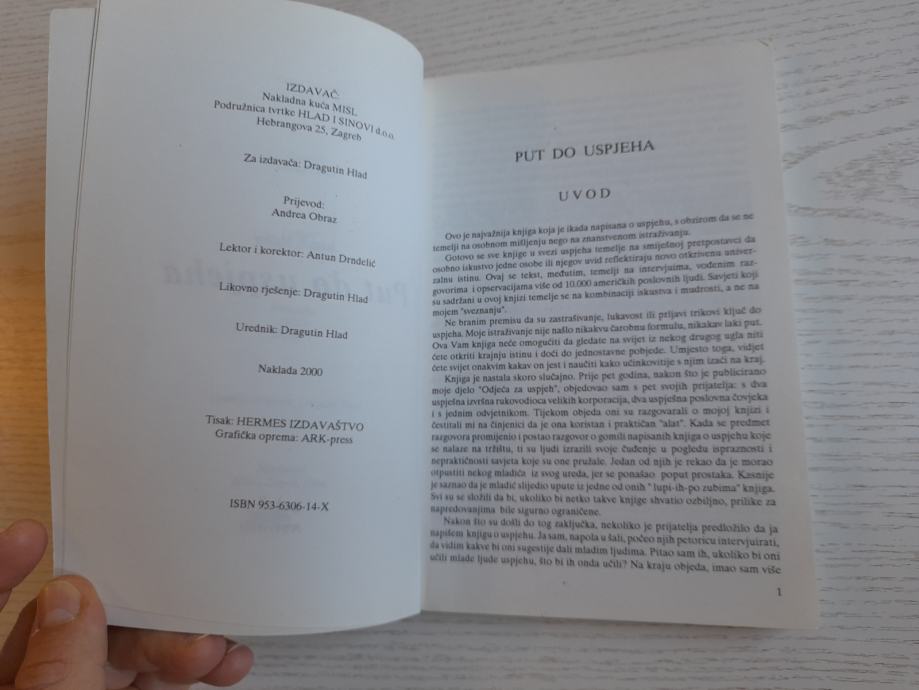 IZDAVAČ:
Nakladna kuća MISL
Podružnica tvrtke HLAD I SINOVI d.o.o.
Hebrangova 25, Zagreb
Za izdavača: Dragutin Hlad
Prijevod:
Andrea Obraz
Lektor i korektor: Antun Drndelić
Likovno rješenje: Dragutin Hlad
Urednik: Dragutin Hlad
Naklada 2000
Tisak: HERMES IZDAVAŠTVO
Grafička oprema: ARK-press
ISBN 953-6306-14-X
PUT DO USPJEHA
UVOD
Ovo je najvažnija knjiga koja je ikada napisana o uspjehu, s obzirom da se ne
temelji na osobnom mišljenju nego na znanstvenom istraživanju.
Gotovo se sve knjige u svezi uspjeha temelje na smiješnoj pretpostavci da
osobno iskustvo jedne osobe ili njegov uvid reflektiraju novo otkrivenu univer-
zalnu istinu. Ovaj se tekst, međutim, temelji na intervjuima, vođenim raz-
govorima i opservacijama više od 10.000 američkih poslovnih ljudi. Savjeti koji
su sadržani u ovoj knjizi temelje se na kombinaciji iskustva i mudrosti, a ne na
mojem "sveznanju".
Ne branim premisu da su zastrašivanje, lukavost ili prljavi trikovi ključ do
uspjeha. Moje istraživanje nije našlo nikakvu čarobnu formulu, nikakav laki put.
Ova Vam knjiga neće omogućiti da gledate na svijet iz nekog drugog ugla niti
ćete otkriti krajnju istinu i doći do jednostavne pobjede. Umjesto toga, vidjet
ćete svijet onakvim kakav on jest i naučiti kako učinkovitije s njim izaći na kraj.
Knjiga je nastala skoro slučajno. Prije pet godina, nakon što je publicirano
moje djelo "Odjeća za uspjeh", objedovao sam s pet svojih prijatelja: s dva
uspješna izvršna rukovodioca velikih korporacija, dva uspješna poslovna čovjeka
i s jednim odvjetnikom. Tijekom objeda oni su razgovarali o mojoj knjizi i
čestitali mi na činjenici da je ona koristan i praktičan "alat". Kada se predmet
razgovora promijenio i postao razgovor o gomili napisanih knjiga o uspjehu koje
se nalaze na tržištu, ti su ljudi izrazili svoje čuđenje u pogledu ispraznosti i
nepraktičnosti savjeta koje su one pružale. Jedan od njih je rekao da je morao
otpustiti nekog mladića iz svog ureda, jer se ponašao poput prostaka. Kasnije
je saznao da je mladić slijedio upute iz jedne od onih "lupi-ih-po zubima" knjiga.
Svi su se složili da bi, ukoliko bi netko takve knjige shvatio ozbiljno, prilike za
napredovanjima bile sigurno ograničene.
Nakon što su došli do tog zaključka, nekoliko je prijatelja predložilo da ja
napišem knjigu o uspjehu. Ja sam, napola u šali, počeo njih petoricu intervjuirati,
da vidim kakve bi oni sugestije dali mladim ljudima. Pitao sam ih, ukoliko bi oni
učili mlade ljude uspjehu, što bi ih onda učili? Na kraju objeda, imao sam više
1